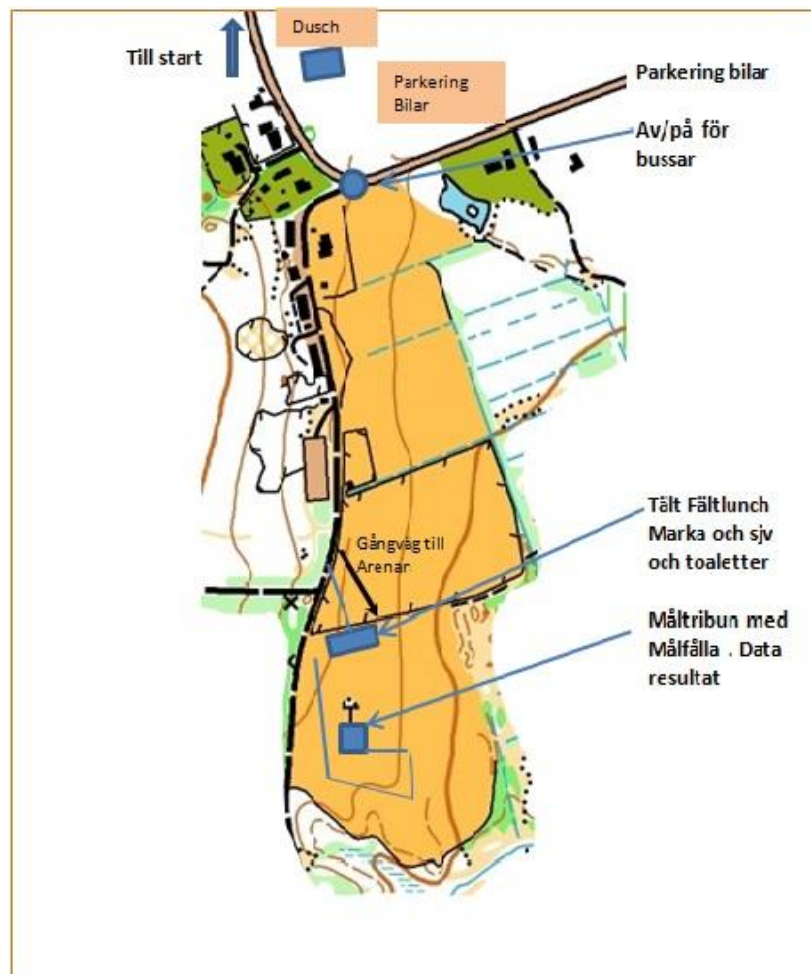 Dusch
Till start
Parkering
Bilar
Parkering bilar
Av/på för
bussar
Tält Fältlunch
Marka och sjv
och toaletter
Gångväg till
Arenar
Måltribun med
Målfålla . Data
resultat